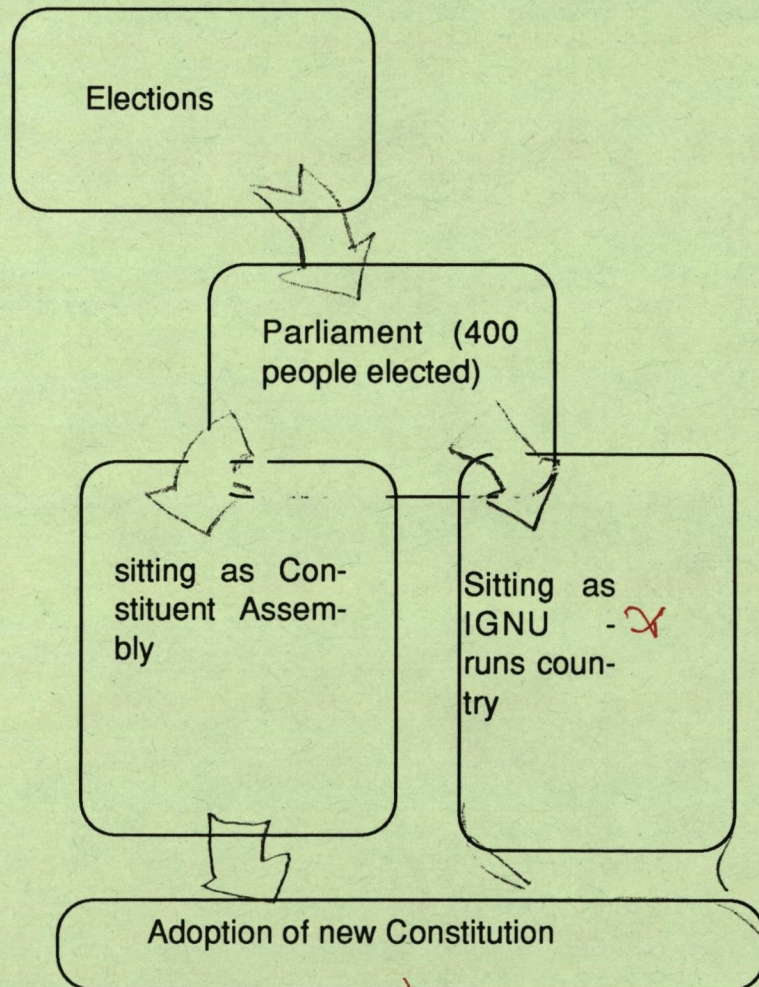 Elections
Parliament (400
people elected)
sitting as Con-
stituent Assem-
bly
Sitting as
IGNU -
runs coun-
try
Adoption of new Constitution